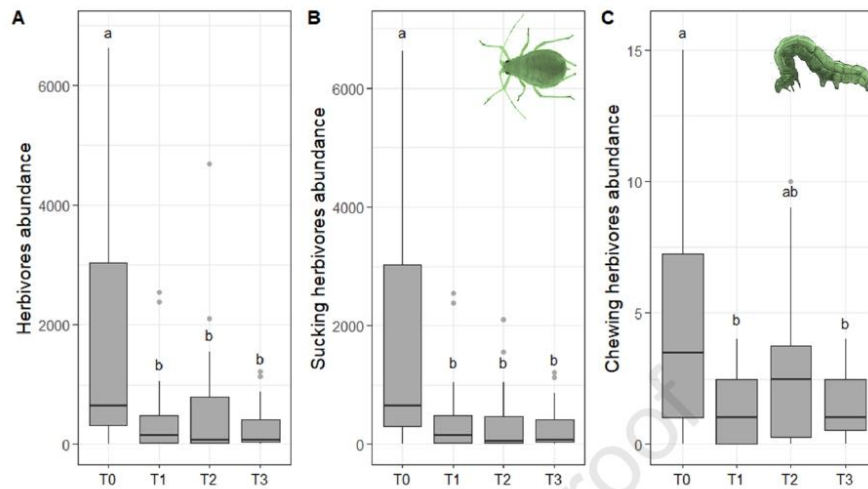 A
B
C
a
a
a
15
6000
6000
Herbivores abundance
Sucking herbivores abundance
Chewing herbivores abundance
10
ab
4000
4000
5
2000
2000
b
b
b
b
b
b
b
b
0
0
0
T0 T1 T2 T3
T0 T1 T2 T3
T0 T1 T2 T3
roof